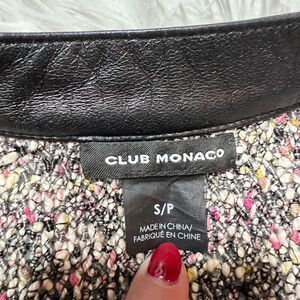 CLUB MONACO
S/P
MADE IN CHINA/
FABRIQUÉ EN CHINE